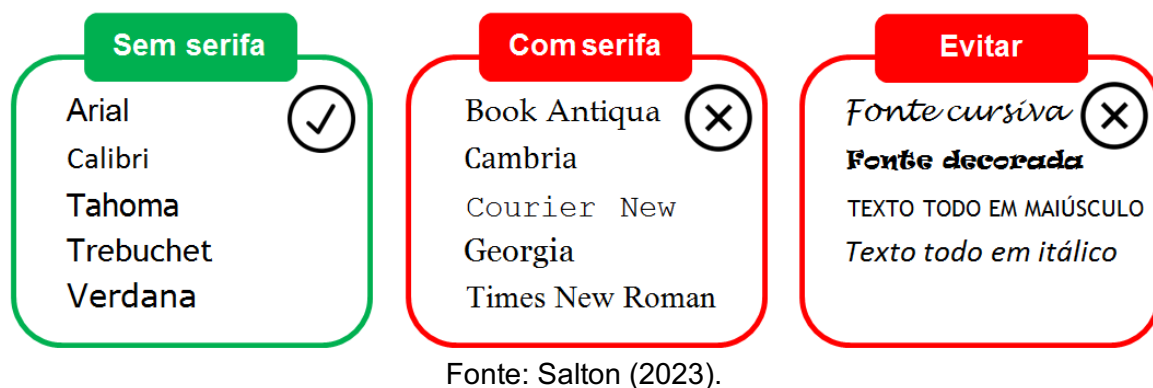 Sem serifa
Arial
Calibri
Tahoma
Trebuchet
Verdana
Com serifa
Book Antiqua
Cambria
Courier New
Georgia
Times New Roman
Evitar
Fonte cursiva
Fonte decorada
TEXTO TODO EM MAIÚSCULO
Texto todo em itálico
Fonte: Salton (2023).